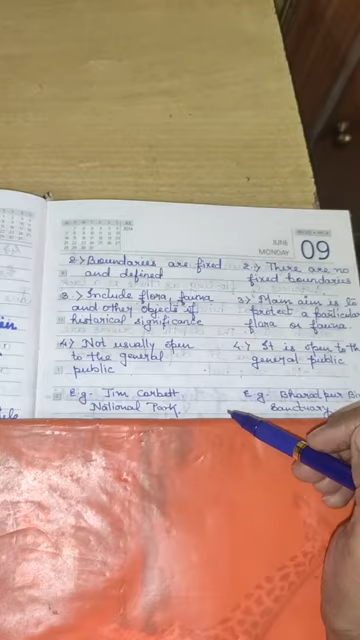 JUNE
MONDAY 09
2.) Boundaries are fixed
and defined
2.) There are no
fixed boundaries
3.) Include flora, fauna
and other objects of
historical significance
3.) Main aim is
protect a particular
flora or fauna
4.) Not usually open
to the general
public
4.) It is open to th
general public
E.g- Jim Corbett
National Park.
E.g- Bharatpur Bi
Sanctuary